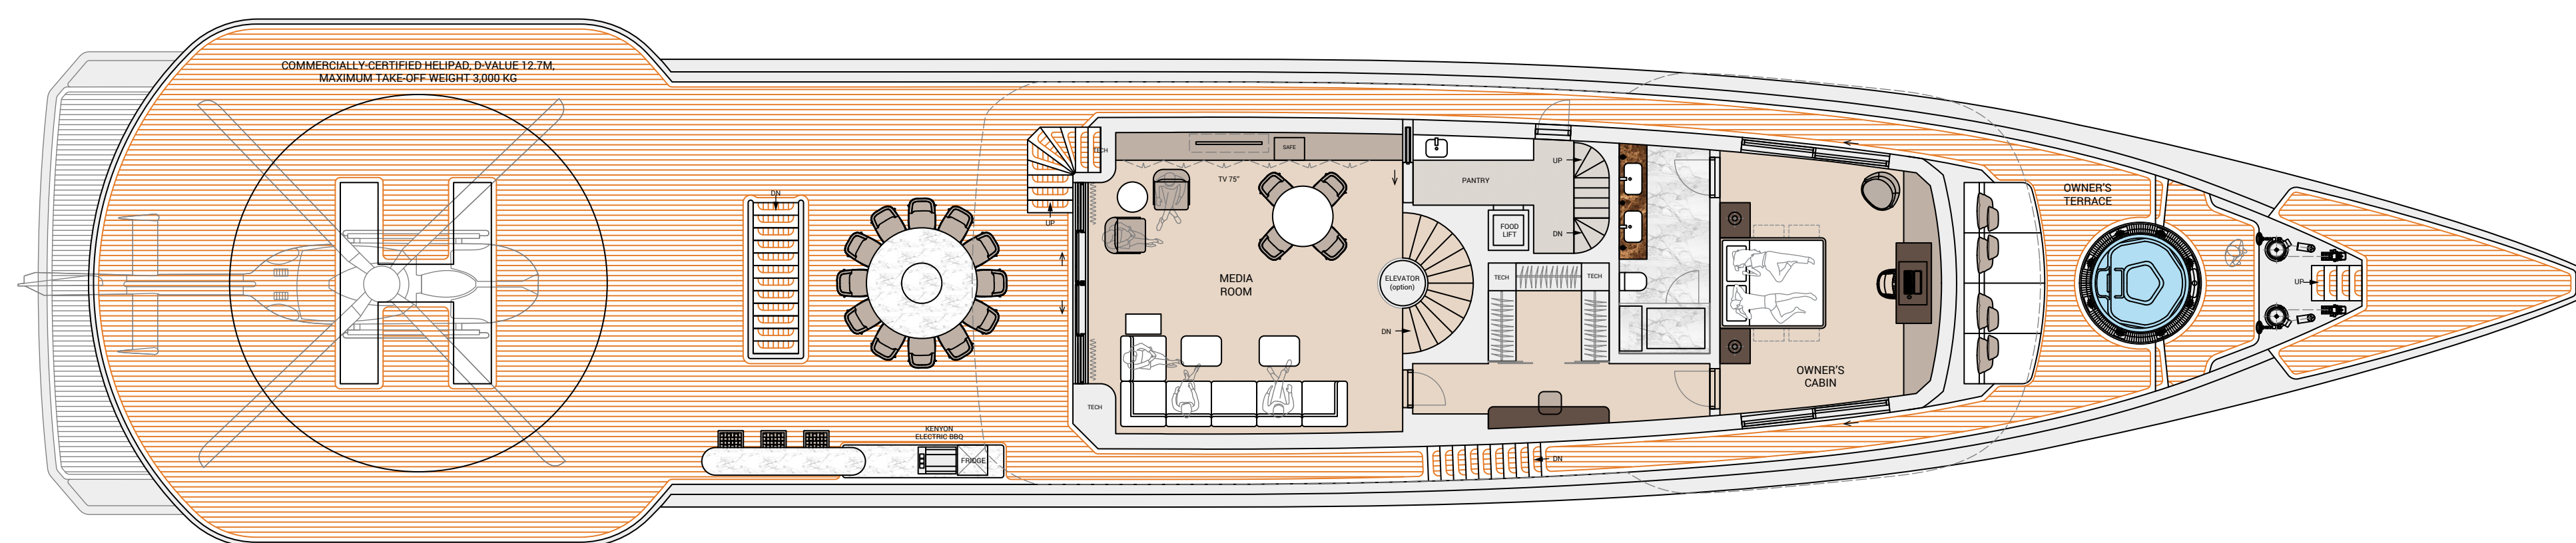 COMMERCIALLY-CERTIFIED HELIPAD, D-VALUE 12.7M,
MAXIMUM TAKE-OFF WEIGHT 3,000 KG
DN
UP
TECH
TECH
KENYON
ELECTRIC BBQ
FRIDGE
SAFE
TV 75"
MEDIA
ROOM
ELEVATOR
(option)
DN
PANTRY
FOOD
LIFT
UP
DN
TECH
TECH
DN
OWNER'S
CABIN
OWNER'S
TERRACE
UP